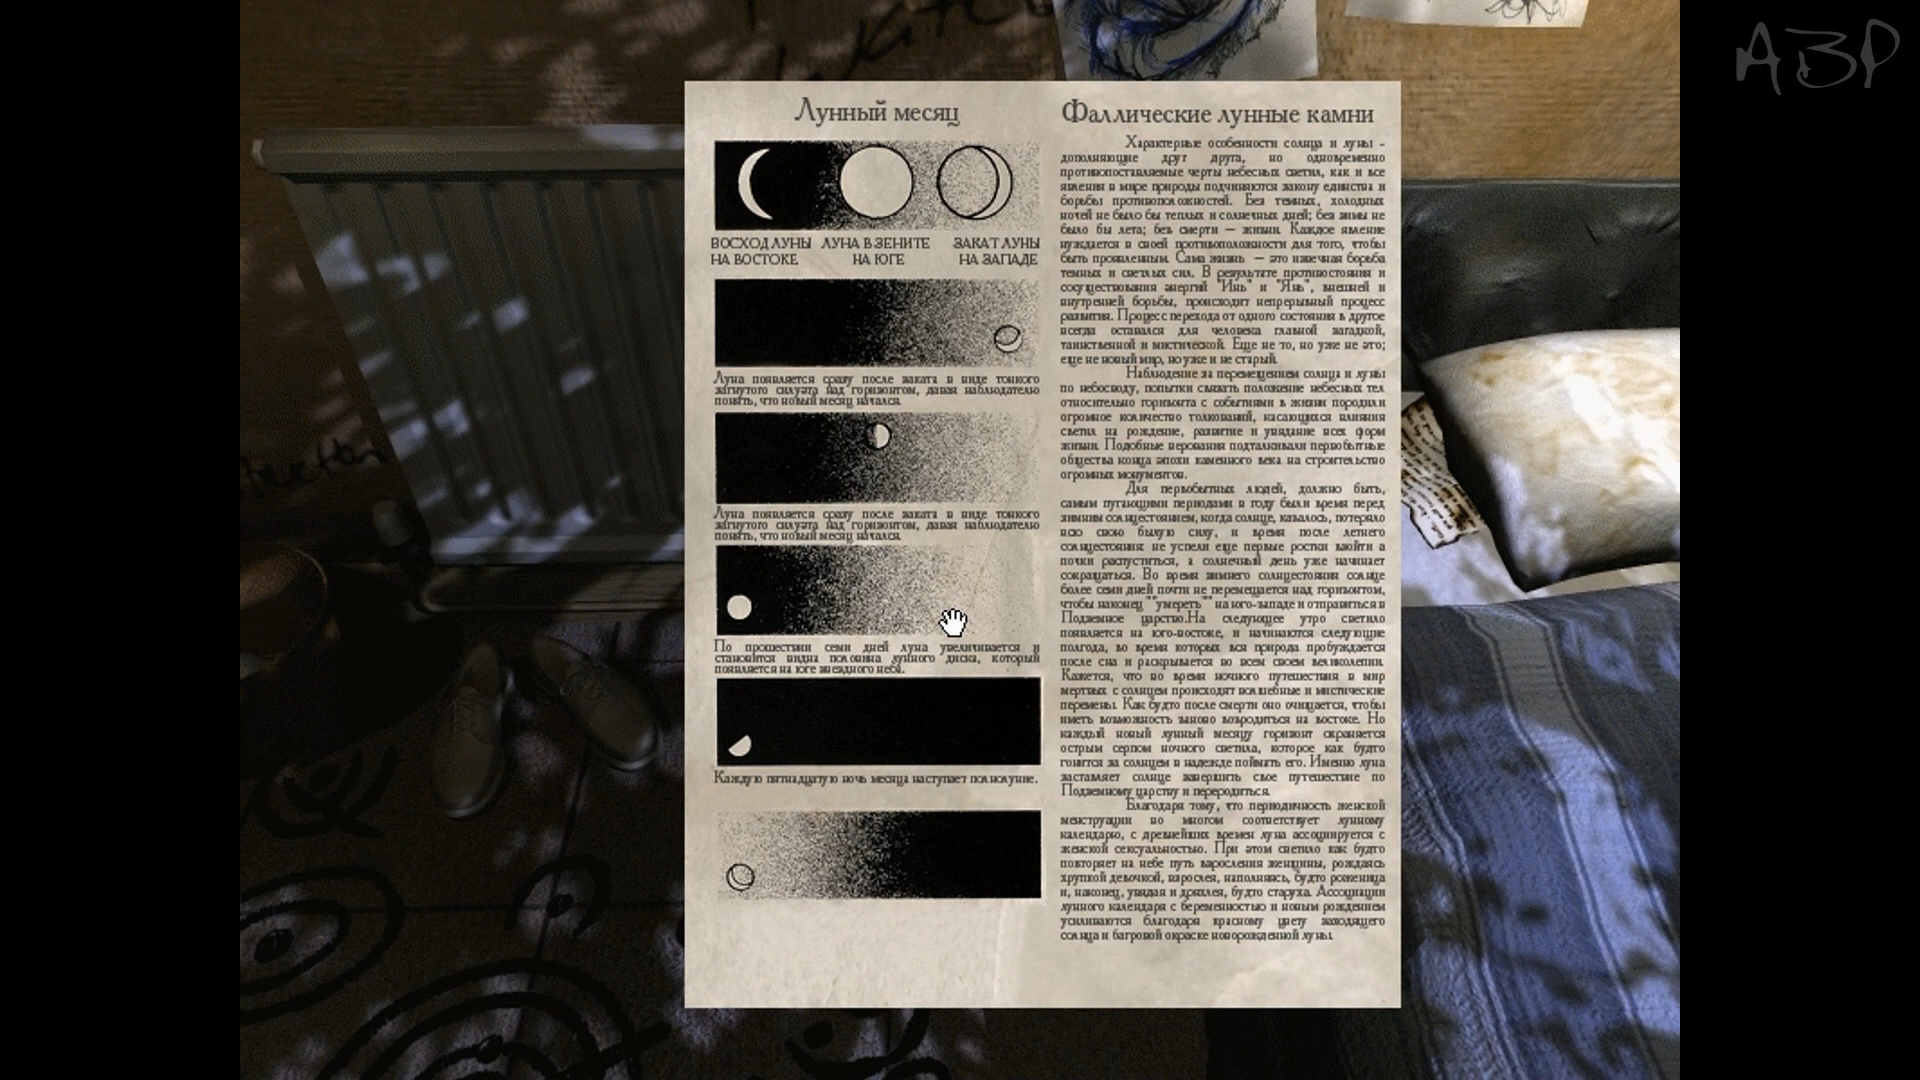 ABP
Лунный месяц
ВОСХОД ЛУНЫ
НА ВОСТОКЕ
ЛУНА В ЗЕНИТЕ
НА ЮГЕ
ЗАКАТ ЛУНЫ
НА ЗАПАДЕ
Луна появляется сразу после заката в виде тонкого
загнутого силуэта над горизонтом, давая наблюдателю
понять, что новый месяц начался.
Луна появляется сразу после заката в виде тонкого
загнутого силуэта над горизонтом, давая наблюдателю
понять, что новый месяц начался.
По прошествии семи дней луна увеличивается и
становится видна половина лунного диска, который
появляется на юге звездного неба.
Каждую пятнадцатую ночь месяца наступает полнолуние.
Фаллические лунные камни
Характерные особенности солнца и луны -
дополняющие друг друга, но одновременно
противопоставляемые черты небесных светил, как и все
явления в мире природы подчиняются закону единства и
борьбы противоположностей. Без темных, холодных
ночей не было бы теплых и солнечных дней; без зимы не
было бы лета; без смерти — жизни. Каждое явление
нуждается в своей противоположности для того, чтобы
быть проявленным. Сама жизнь — это извечная борьба
темных и светлых сил. В результате противостояния и
сосуществования энергий "Инь" и "Янь", внешней и
внутренней борьбы, происходит непрерывный процесс
развития. Процесс перехода от одного состояния в другое
всегда оставался для человека главной загадкой,
таинственной и мистической. Еще не то, но уже не это;
еще не новый мир, но уже и не старый.
Наблюдение за перемещением солнца и луны
по небосводу, попытки связать положение небесных тел
относительно горизонта с событиями в жизни породили
огромное количество толкований, касающихся влияния
светил на рождение, развитие и увядание всех форм
жизни. Подобные верования подталкивали первобытные
общества конца эпохи каменного века на строительство
огромных монументов.
Для первобытных людей, должно быть,
самым пугающими периодами в году были время перед
зимним солнцестоянием, когда солнце, казалось, потеряло
всю свою былую силу, и время после летнего
солнцестояния: не успели еще первые ростки взойти а
почки распуститься, а солнечный день уже начинает
сокращаться. Во время зимнего солнцестояния солнце
более семи дней почти не перемещается над горизонтом,
чтобы наконец ""умереть"" на юго-западе и отправиться в
Подземное царство.На следующее утро светило
появляется на юго-востоке, и начинаются следующие
полгода, во время которых вся природа пробуждается
после сна и раскрывается во всем своем великолепии.
Кажется, что во время ночного путешествия в мир
мертвых с солнцем происходят волшебные и мистические
перемены. Как будто после смерти оно очищается, чтобы
иметь возможность заново возродиться на востоке. Но
каждый новый лунный месяц горизонт озаряется
острым серпом ночного светила, которое как будто
гонится за солнцем в надежде поймать его. Именно луна
заставляет солнце завершить свое путешествие по
Подземному царству и переродиться.
Благодаря тому, что периодичность женской
менструации во многом соответствует лунному
календарю, с древнейших времен луна ассоциируется с
женской сексуальностью. При этом светило как будто
повторяет на небе путь взросления женщины, рождаясь
хрупкой девочкой, взрослея, наполняясь, будто роженица
и, наконец, увядая и дряхлея, будто старуха. Ассоциации
лунного календаря с беременностью и новым рождением
усиливаются благодаря красному цвету заходящего
солнца и багровой окраске новорожденной луны.